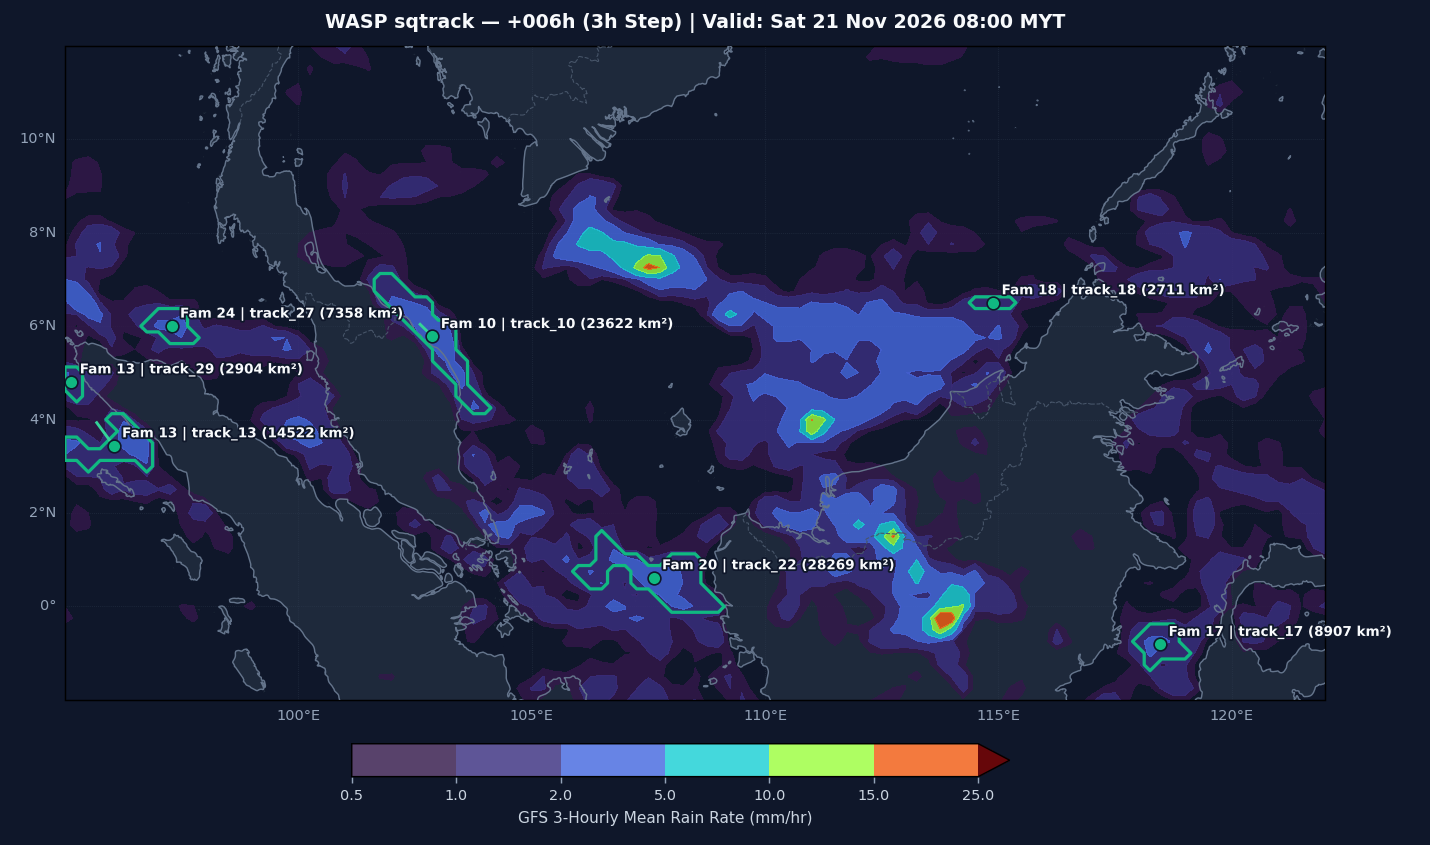 WASP sqtrack — +006h (3h Step) | Valid: Sat 21 Nov 2026 08:00 MYT
10°N
8°N
6°N
4°N
2°N
0°
Fam 18 | track_18 (2711 km²)
Fam 24 | track_27 (7358 km²)
Fam 10 | track_10 (23622 km²)
Fam 13 | track_29 (2904 km²)
Fam 13 | track_13 (14522 km²)
Fam 20 | track_22 (28269 km²)
Fam 17 | track_17 (8907 km²)
100°E
105°E
110°E
115°E
120°E
0.5
1.0
2.0
5.0
10.0
15.0
25.0
GFS 3-Hourly Mean Rain Rate (mm/hr)